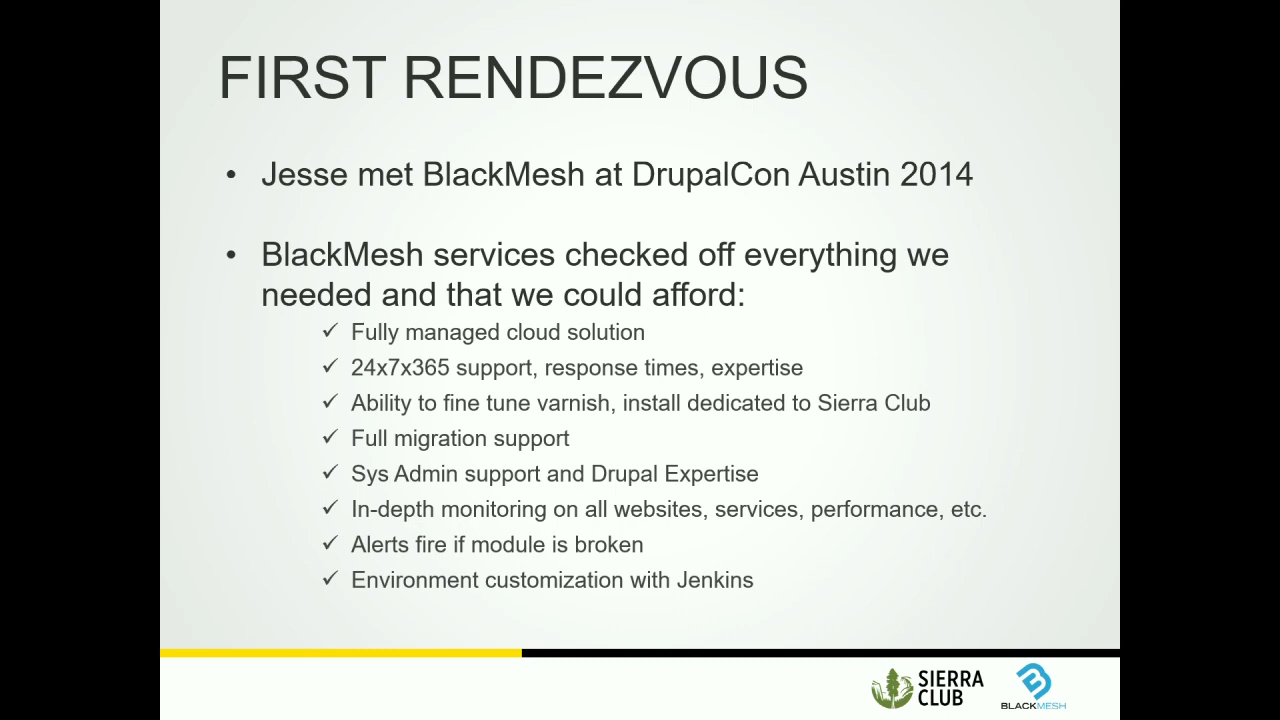 FIRST RENDEZVOUS
• Jesse met BlackMesh at DrupalCon Austin 2014
• BlackMesh services checked off everything we
needed and that we could afford:
✓ Fully managed cloud solution
✓ 24x7x365 support, response times, expertise
✓ Ability to fine tune varnish, install dedicated to Sierra Club
✓ Full migration support
✓ Sys Admin support and Drupal Expertise
✓ In-depth monitoring on all websites, services, performance, etc.
✓ Alerts fire if module is broken
✓ Environment customization with Jenkins
SIERRA
CLUB
BLACKMESH